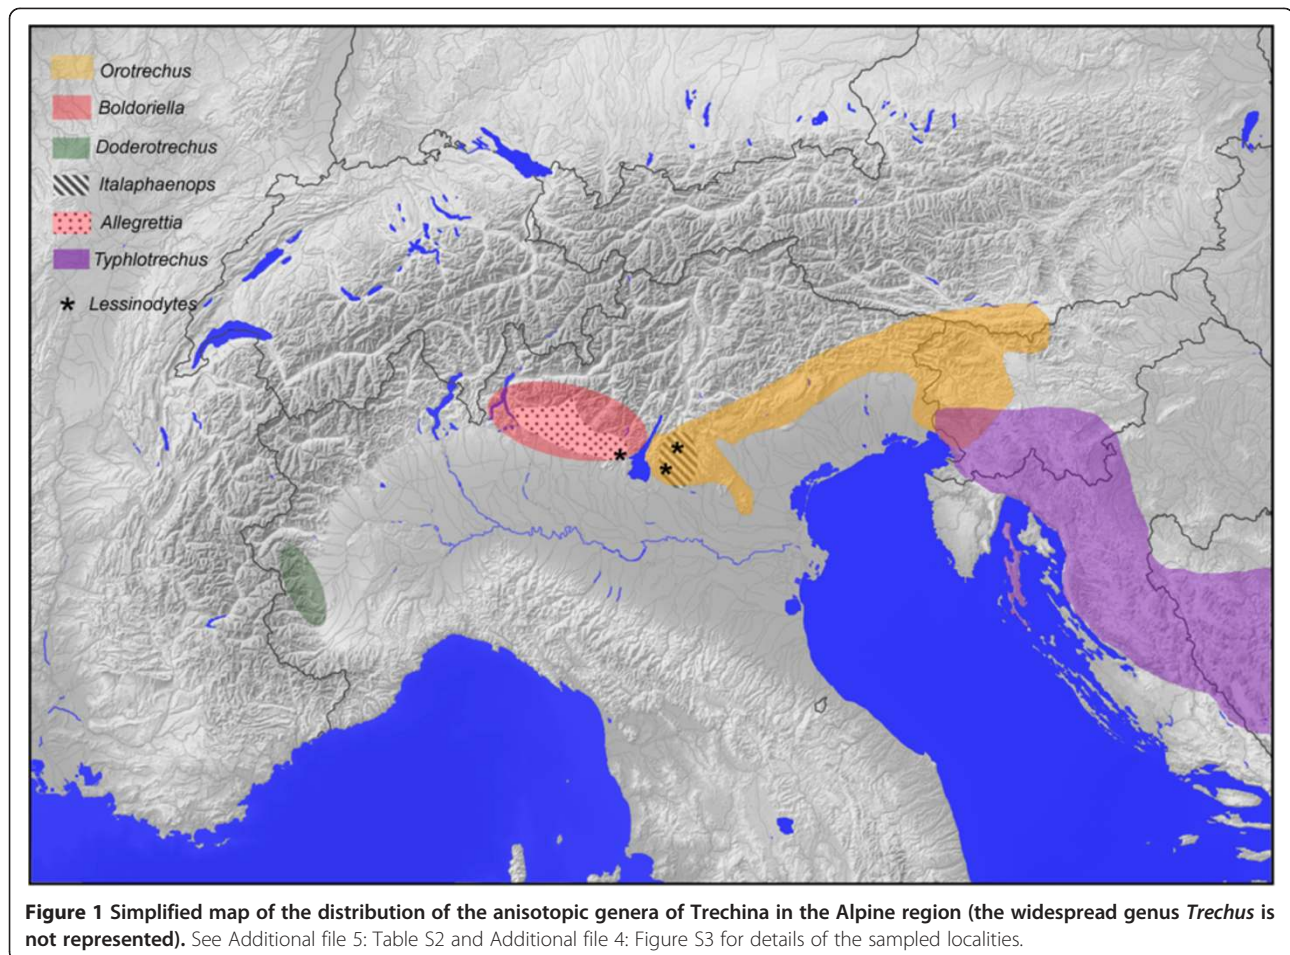 Orotrechus
Boldoriella
Doderotrechus
Italaphaenops
Allegrettia
Typhlotrechus
* Lessinodytes
Figure 1 Simplified map of the distribution of the anisotopic genera of Trechina in the Alpine region (the widespread genus Trechus is
not represented). See Additional file 5: Table S2 and Additional file 4: Figure S3 for details of the sampled localities.